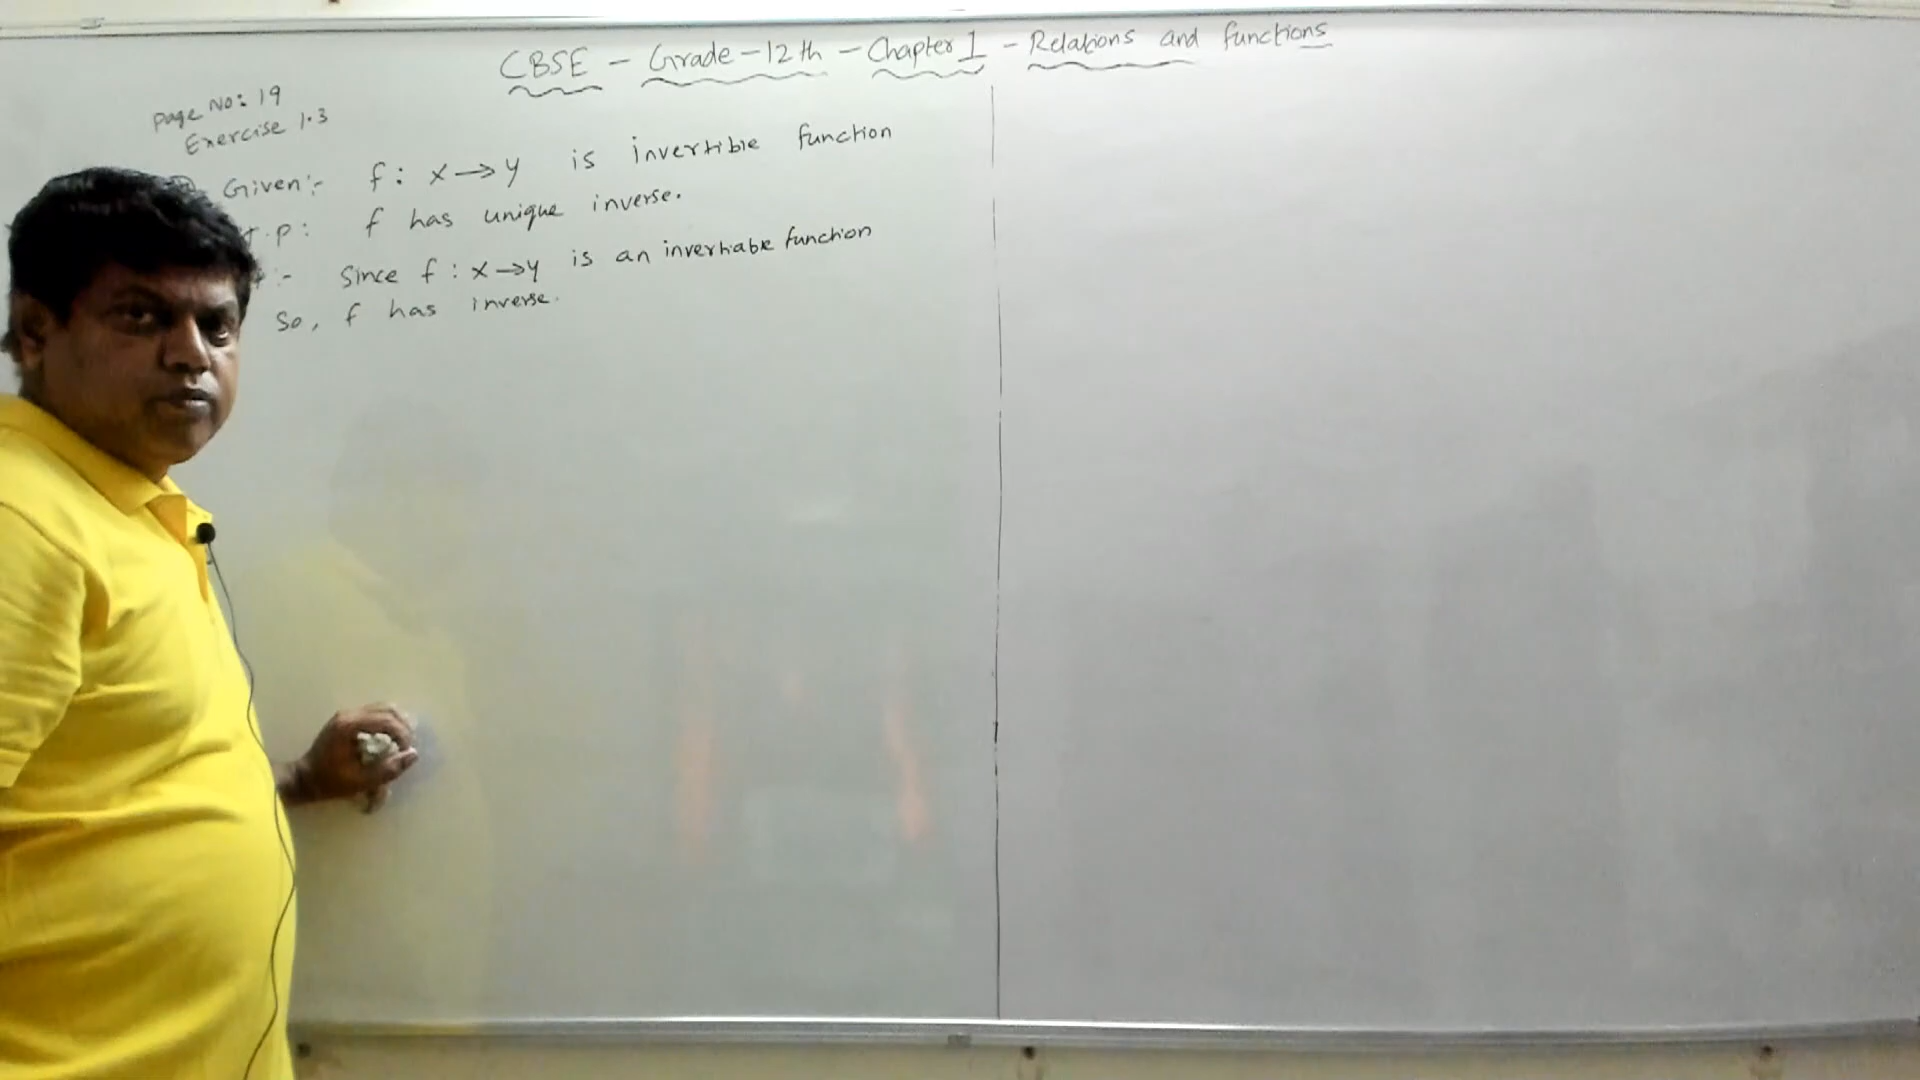 CBSE - Grade-12th - Chapter 1 - Relations and functions
Page No: 19
Exercise 1.3
Given:- f: x→y is invertible function
T.P: f has unique inverse.
:- Since f: x→y is an invertiable function
So, f has inverse.